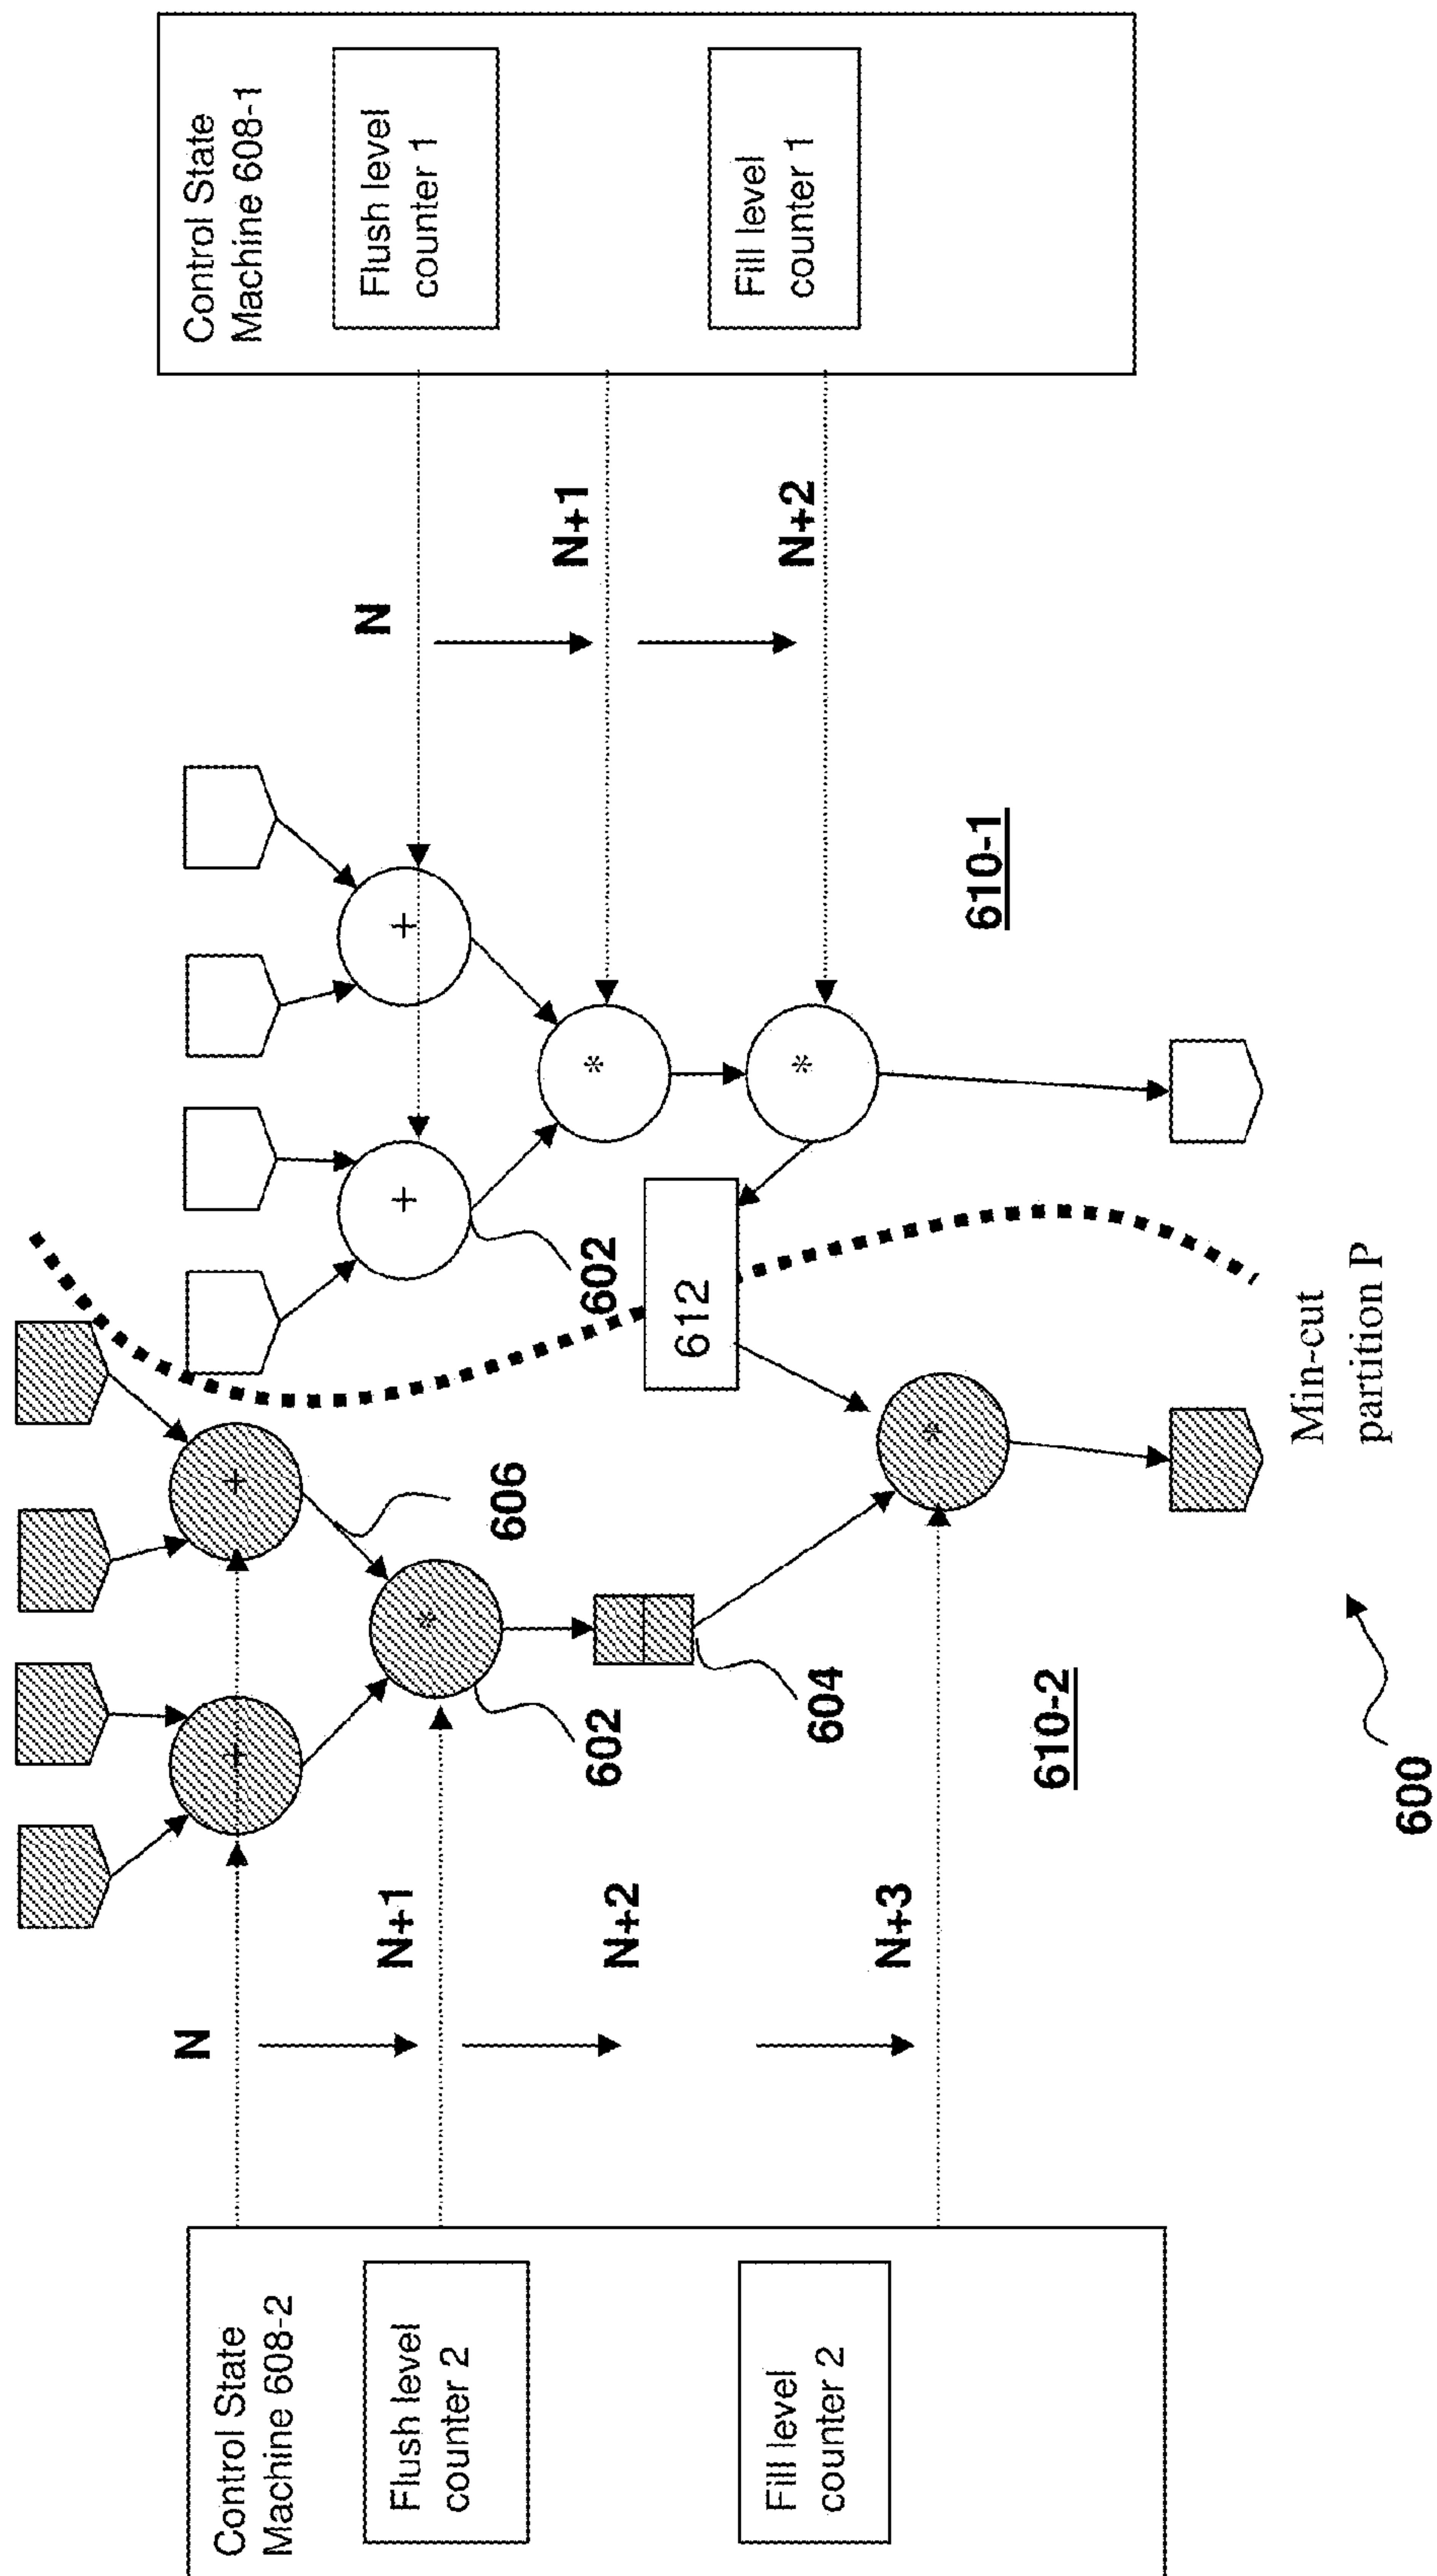 Control State
Machine 608-2
Flush level
counter 2
Fill level
counter 2
N
N+1
N+2
N+3
+
+
*
*
606
602
604
610-2
612
602
+
+
*
*
610-1
N
N+1
N+2
Control State
Machine 608-1
Flush level
counter 1
Fill level
counter 1
Min-cut
partition P
600